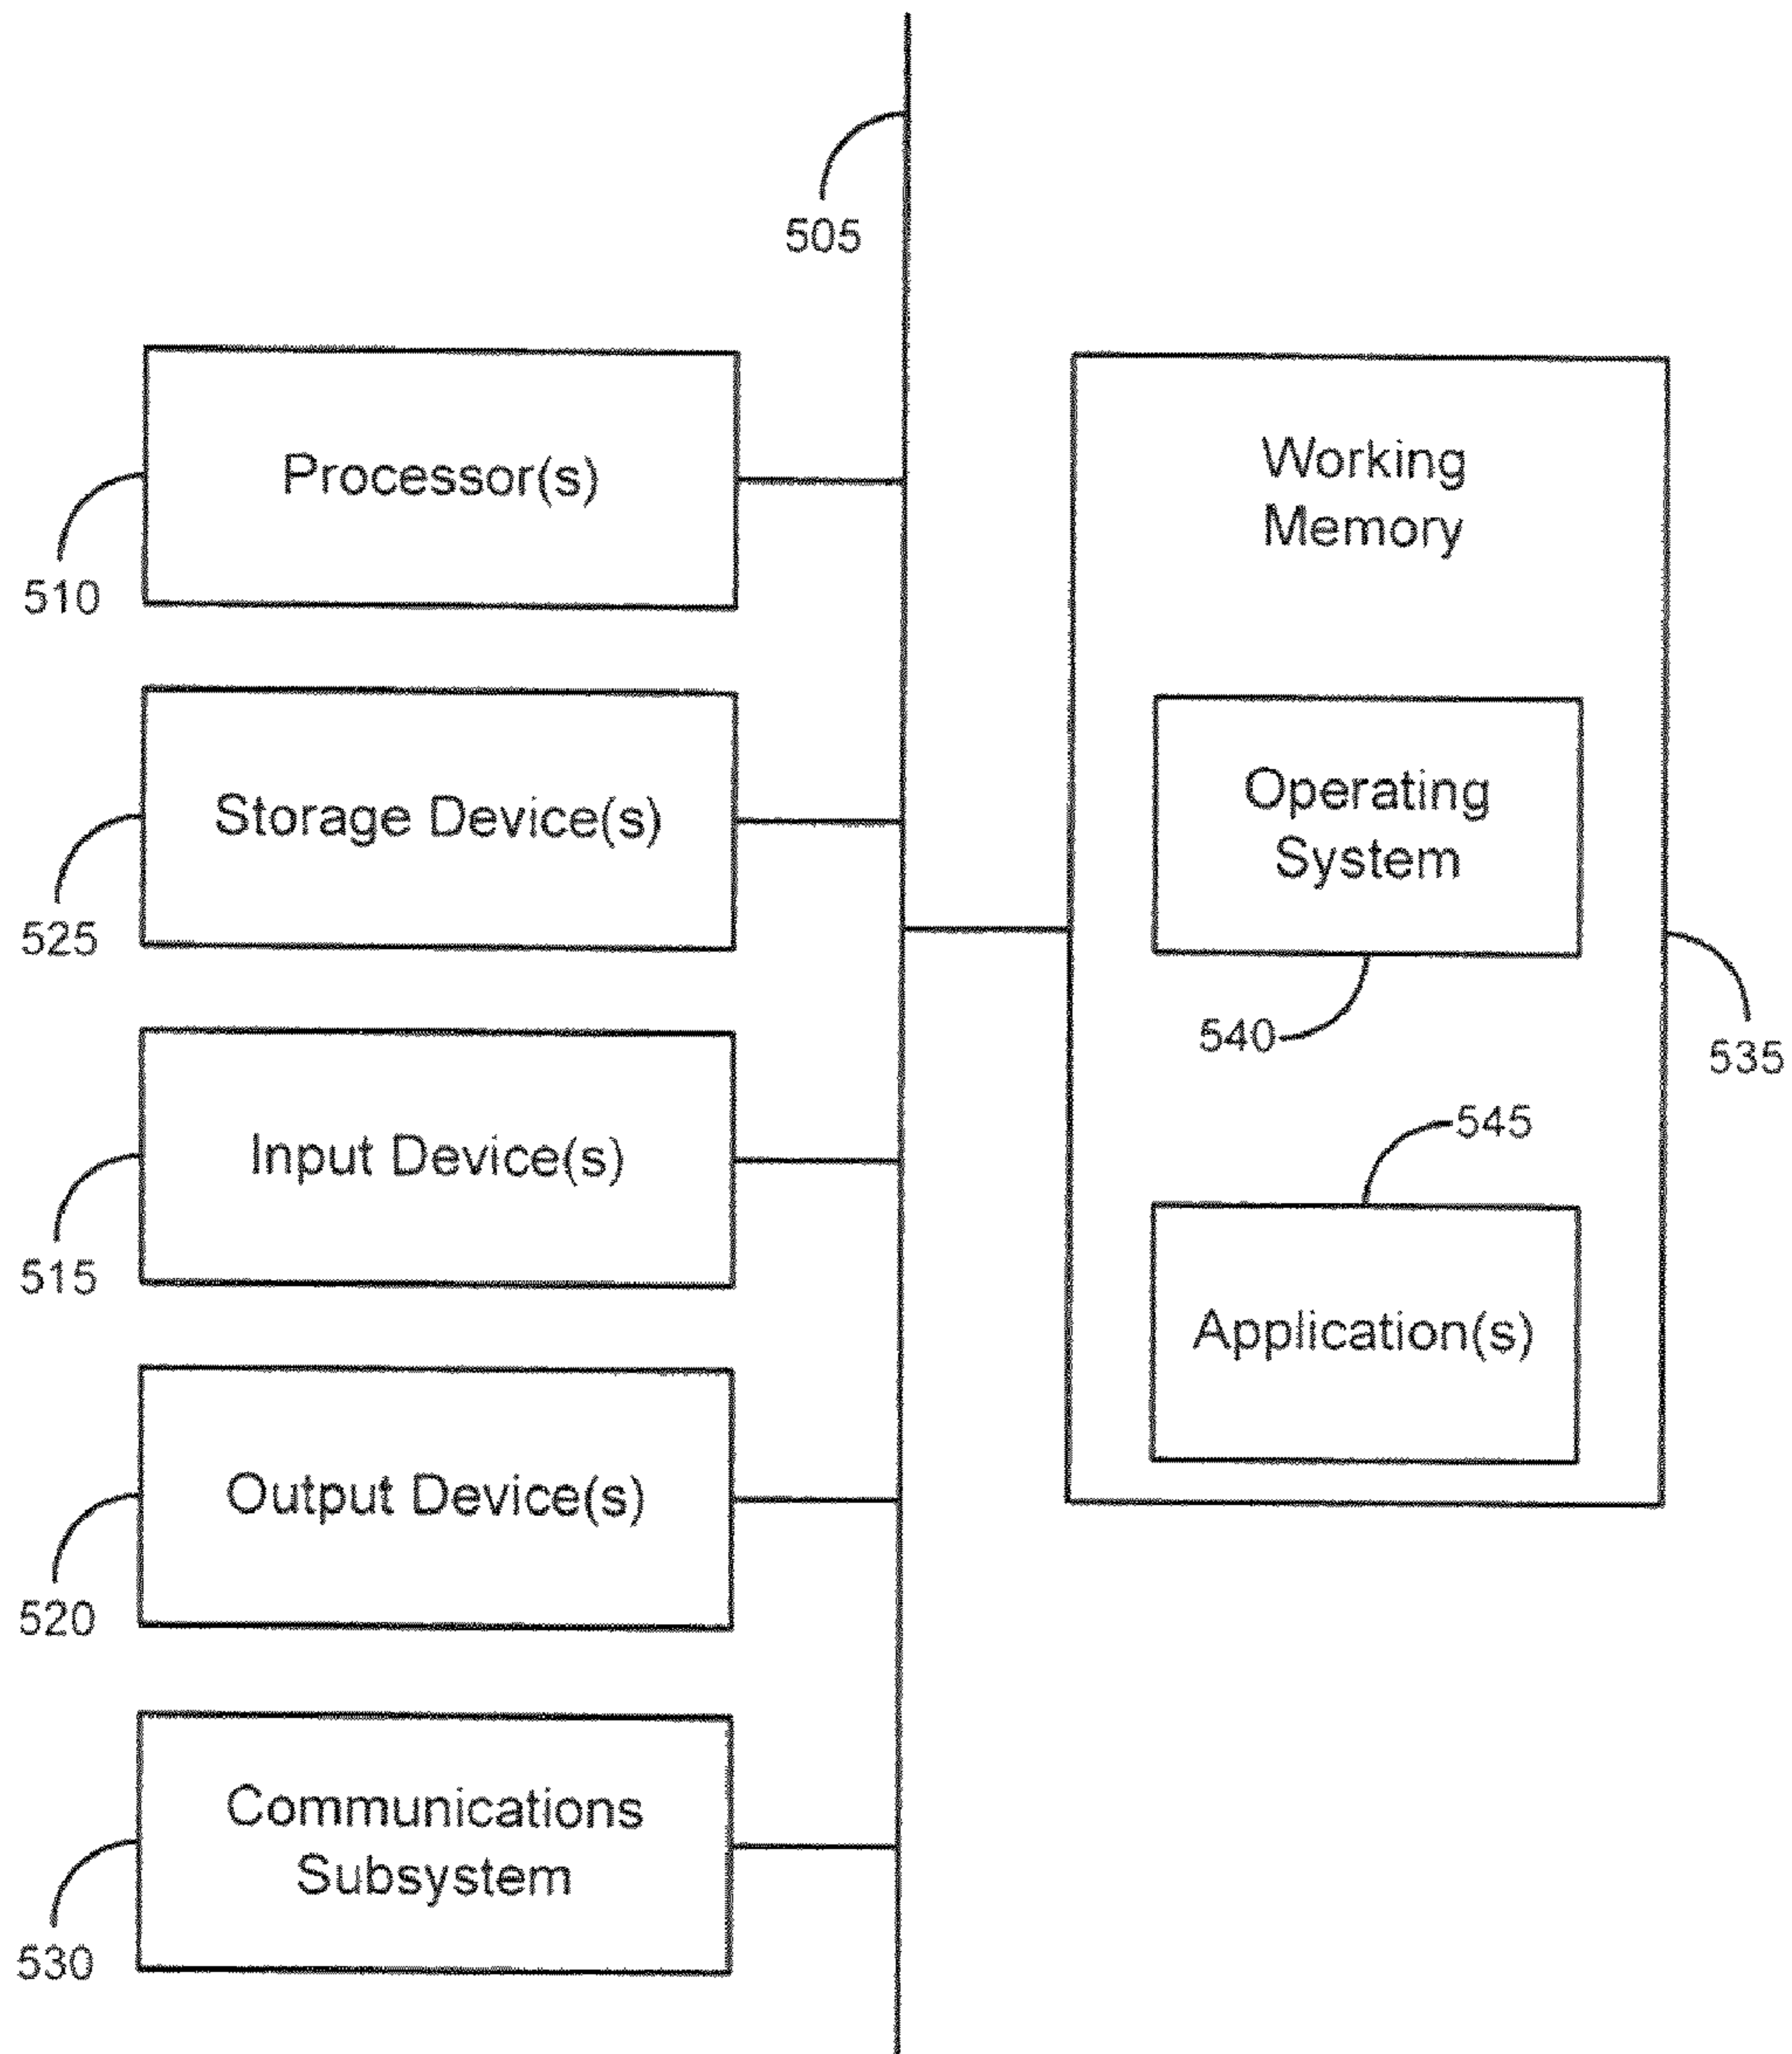 505
Processor(s)
510
Storage Device(s)
525
Input Device(s)
515
Output Device(s)
520
Communications
Subsystem
530
Working
Memory
Operating
System
540
535
545
Application(s)